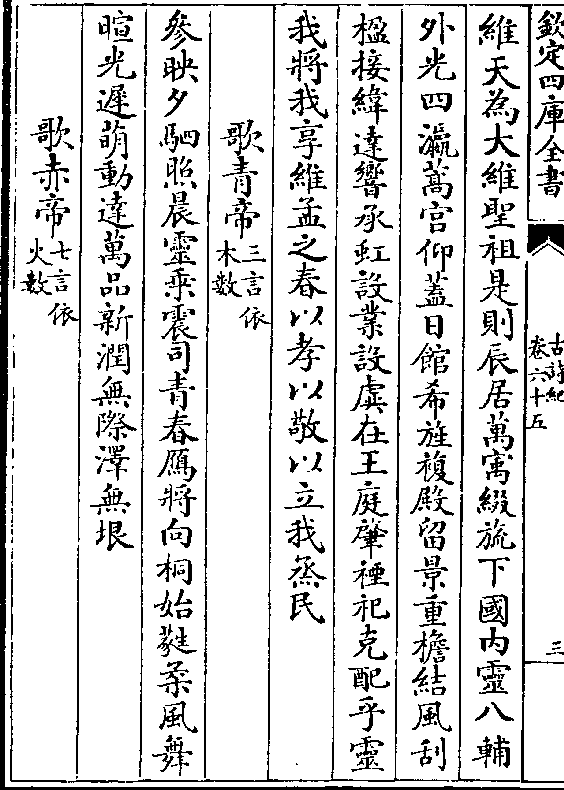 欽定四庫全書
古詩紀
卷六十五
三
維天為大維聖祖是則辰居萬㝢綴旒下國内靈八輔
外光四瀛蒿宫仰蓋日館希旌複殿留景重檐結風刮
楹接緯達嚮承虹設業設虡在王庭肇禋祀克配乎靈
我將我享維孟之春以孝以敬以立我烝民
歌青帝三言依木數
參映夕駟照晨靈乗震司青春鴈將向桐始蕤柔風舞
暄光遲萌動達萬品新潤無際澤無垠
歌赤帝七言依火數